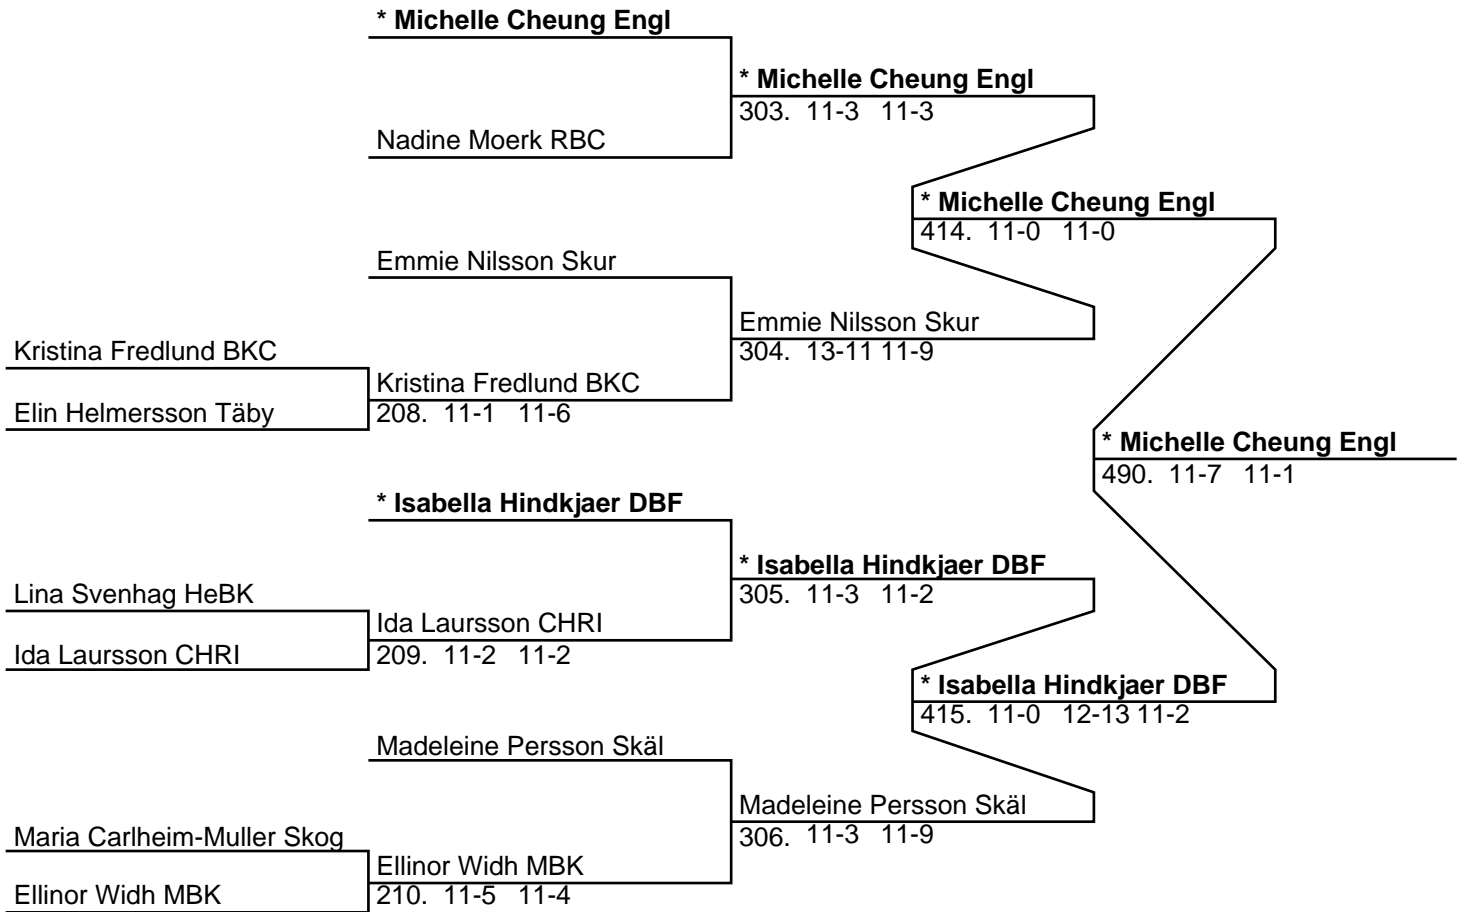 * Michelle Cheung Engl
* Michelle Cheung Engl
303. 11-3 11-3
Nadine Moerk RBC
* Michelle Cheung Engl
414. 11-0 11-0
Emmie Nilsson Skur
Emmie Nilsson Skur
304. 13-11 11-9
Kristina Fredlund BKC
Kristina Fredlund BKC
208. 11-1 11-6
Elin Helmersson Täby
* Michelle Cheung Engl
490. 11-7 11-1
* Isabella Hindkjaer DBF
* Isabella Hindkjaer DBF
305. 11-3 11-2
Lina Svenhag HeBK
Ida Laursson CHRI
209. 11-2 11-2
Ida Laursson CHRI
* Isabella Hindkjaer DBF
415. 11-0 12-13 11-2
Madeleine Persson Skäl
Madeleine Persson Skäl
306. 11-3 11-9
Maria Carlheim-Muller Skog
Ellinor Widh MBK
210. 11-5 11-4
Ellinor Widh MBK